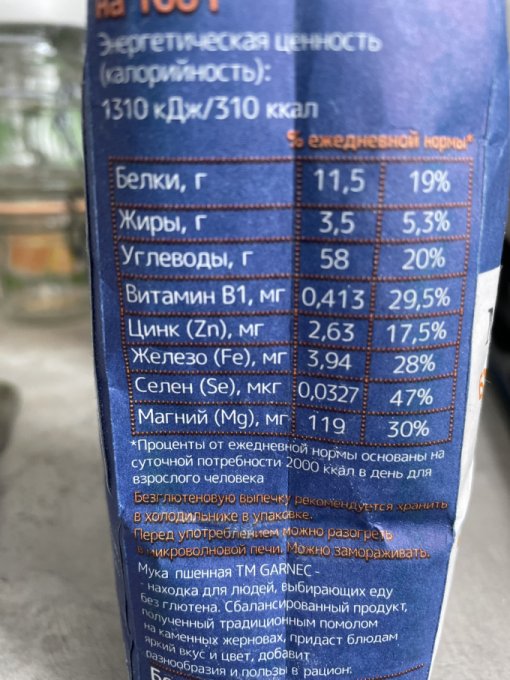 на 100 г
Энергетическая ценность
(калорийность):
1310 кДж/310 ккал
% ежедневной нормы*
Белки, г 11,5 19%
Жиры, г 3,5 5,3%
Углеводы, г 58 20%
Витамин B1, мг 0,413 29,5%
Цинк (Zn), мг 2,63 17,5%
Железо (Fe), мг 3,94 28%
Селен (Se), мкг 0,0327 47%
Магний (Mg), мг 119 30%
*Проценты от ежедневной нормы основаны на
суточной потребности 2000 ккал в день для
взрослого человека
Безглютеновую выпечку рекомендуется хранить
в холодильнике в упаковке.
Перед употреблением можно разогреть
в микроволновой печи. Можно замораживать.
Мука пшенная ТМ GARNEC -
- находка для людей, выбирающих еду
без глютена. Сбалансированный продукт,
полученный традиционным помолом
на каменных жерновах, придаст блюдам
яркий вкус и цвет, добавит
разнообразия и пользы в рацион.